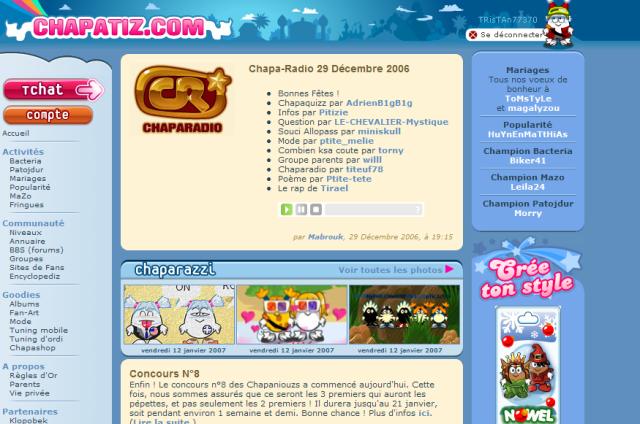 CHAPATIZ.COM
TRisTAn77370
Se déconnecter
Tchat
compte
Accueil
Activités
Bacteria
Patojdur
Mariages
Popularité
MaZo
Fringues
Communauté
Niveaux
Annuaire
BBS (forums)
Groupes
Sites de Fans
Encyclopediz
Goodies
Albums
Fan-Art
Mode
Tuning mobile
Tuning d'ordi
Chapashop
A propos
Règles d'Or
Parents
Vie privée
Partenaires
Klopobek
CR
CHAPARADIO
Chapa-Radio 29 Décembre 2006
Bonnes Fêtes !
Chapaquizz par AdrienB1gB1g
Infos par Pitizie
Question par LE-CHEVALIER-Mystique
Souci Allopass par miniskull
Mode par ptite_melie
Combien ksa coute par torny
Groupe parents par willl
Chaparadio par titeuf78
Poème par Ptite-tete
Le rap de Tirael
par Mabrouk, 29 Décembre 2006, à 19:15
chaparazzi
Voir toutes les photos
vendredi 12 janvier 2007
vendredi 12 janvier 2007
vendredi 12 janvier 2007
Concours N°8
Enfin ! Le concours n°8 des Chapaniouzs a commencé aujourd'hui. Cette
fois, nous sommes assurés que ce seront les 3 premiers qui auront les
pépettes, et pas seulement les 2 premiers ! Il durera jusqu'au 21 janvier,
soit pendant environ 1 semaine et demi. Bonne chance ! Plus d'infos ici.
(Lire la suite )
Mariages
Tous nos voeux de
bonheur à
ToMsTyLe
et magalyzou
Popularité
HuYnEnMaTtHiAs
Champion Bacteria
Biker41
Champion Mazo
Leila24
Champion Patojdur
Morry
Crée
ton style
NOWEL